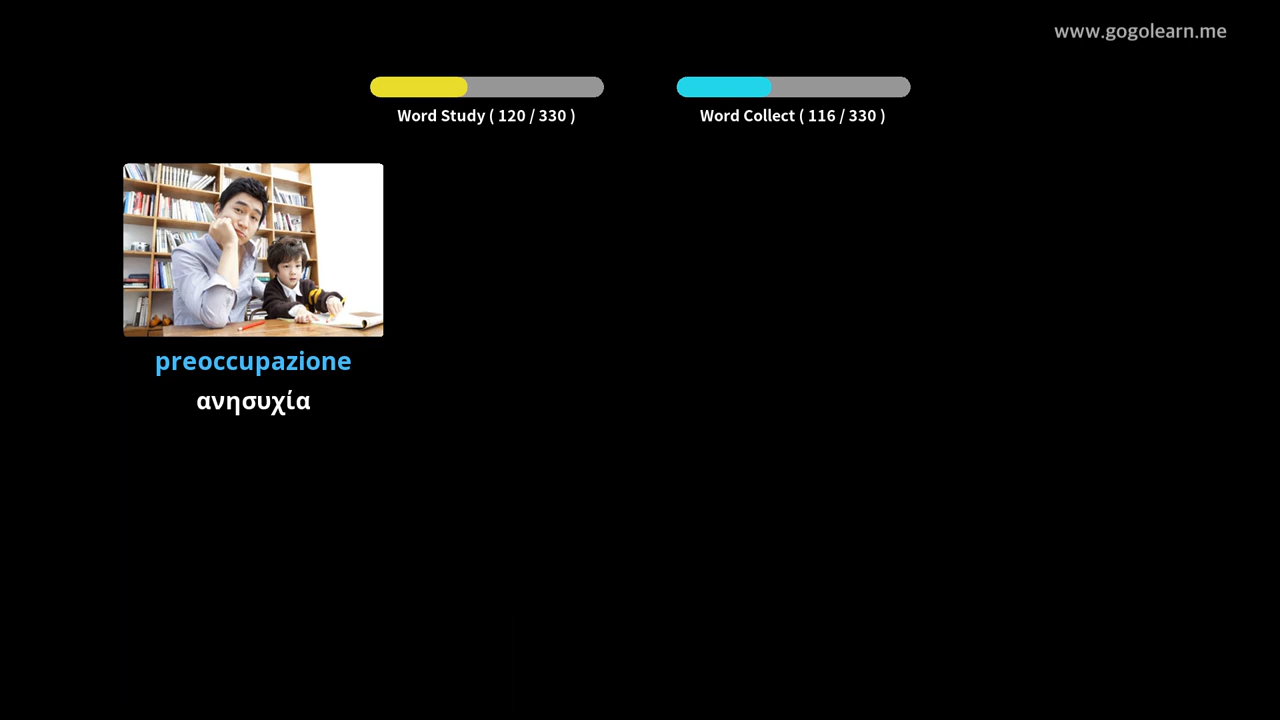 www.gogolearn.me
Word Study ( 120 / 330 )
Word Collect ( 116 / 330 )
preoccupazione
ανησυχία